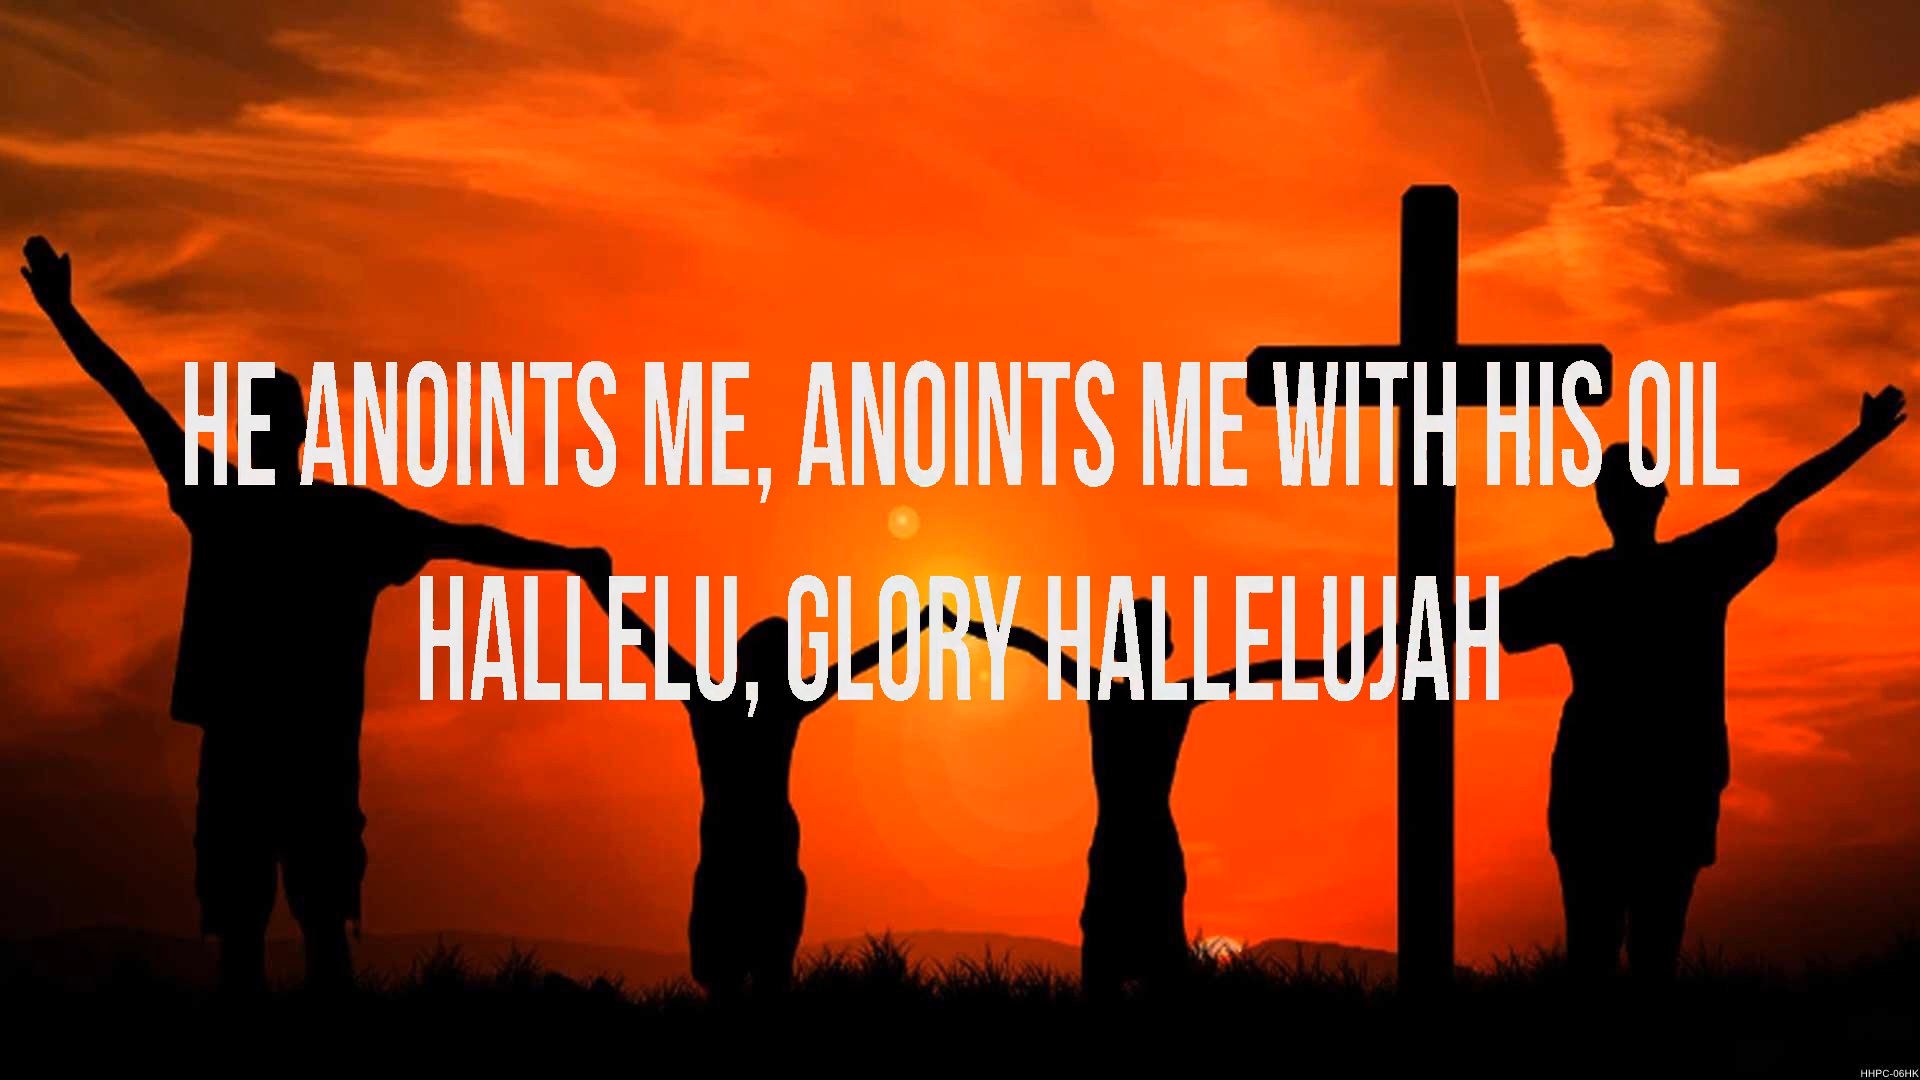 HE ANOINTS ME, ANOINTS ME WITH HIS OIL
HALLELU, GLORY HALLELUJAH
HHPC-06HK